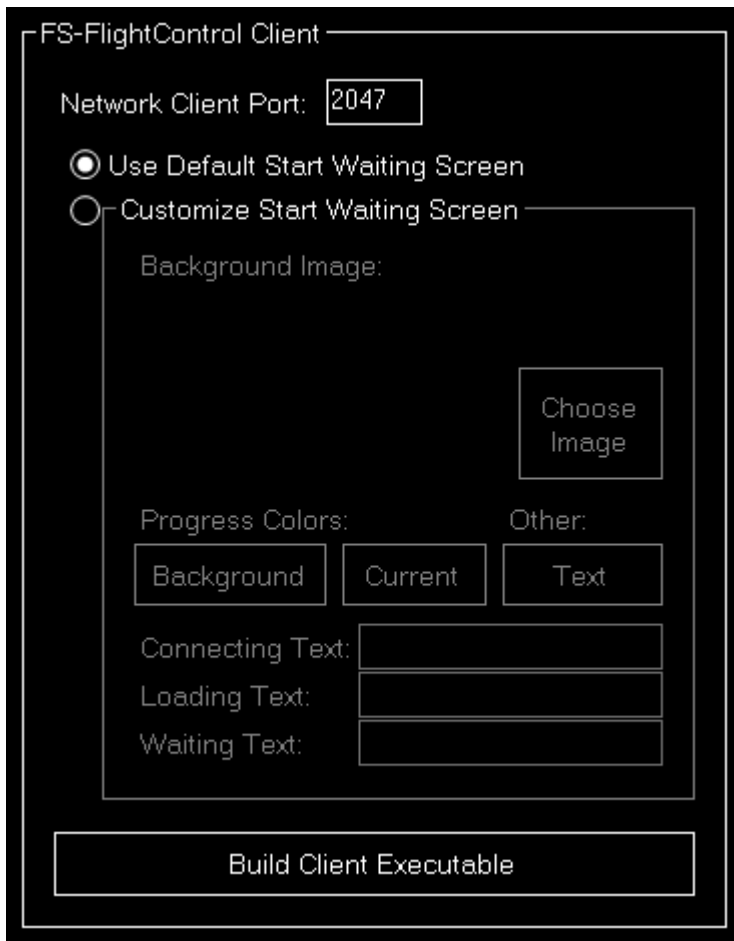 FS-FlightControl Client
Network Client Port: 2047
Use Default Start Waiting Screen
Customize Start Waiting Screen
Background Image:
Choose
Image
Progress Colors: Other:
Background Current Text
Connecting Text:
Loading Text:
Waiting Text:
Build Client Executable